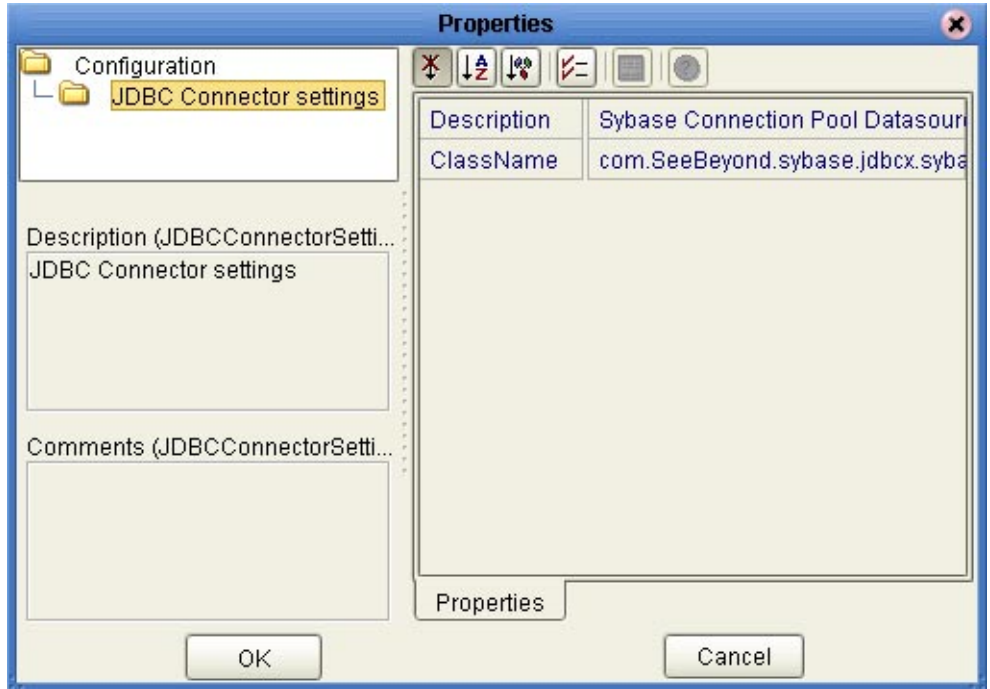 Properties
Configuration
JDBC Connector settings
Description (JDBCConnectorSetti...
JDBC Connector settings
Comments (JDBCConnectorSetti...
Description Sybase Connection Pool Datasour
ClassName com.SeeBeyond.sybase.jdbcx.syba
Properties
OK
Cancel